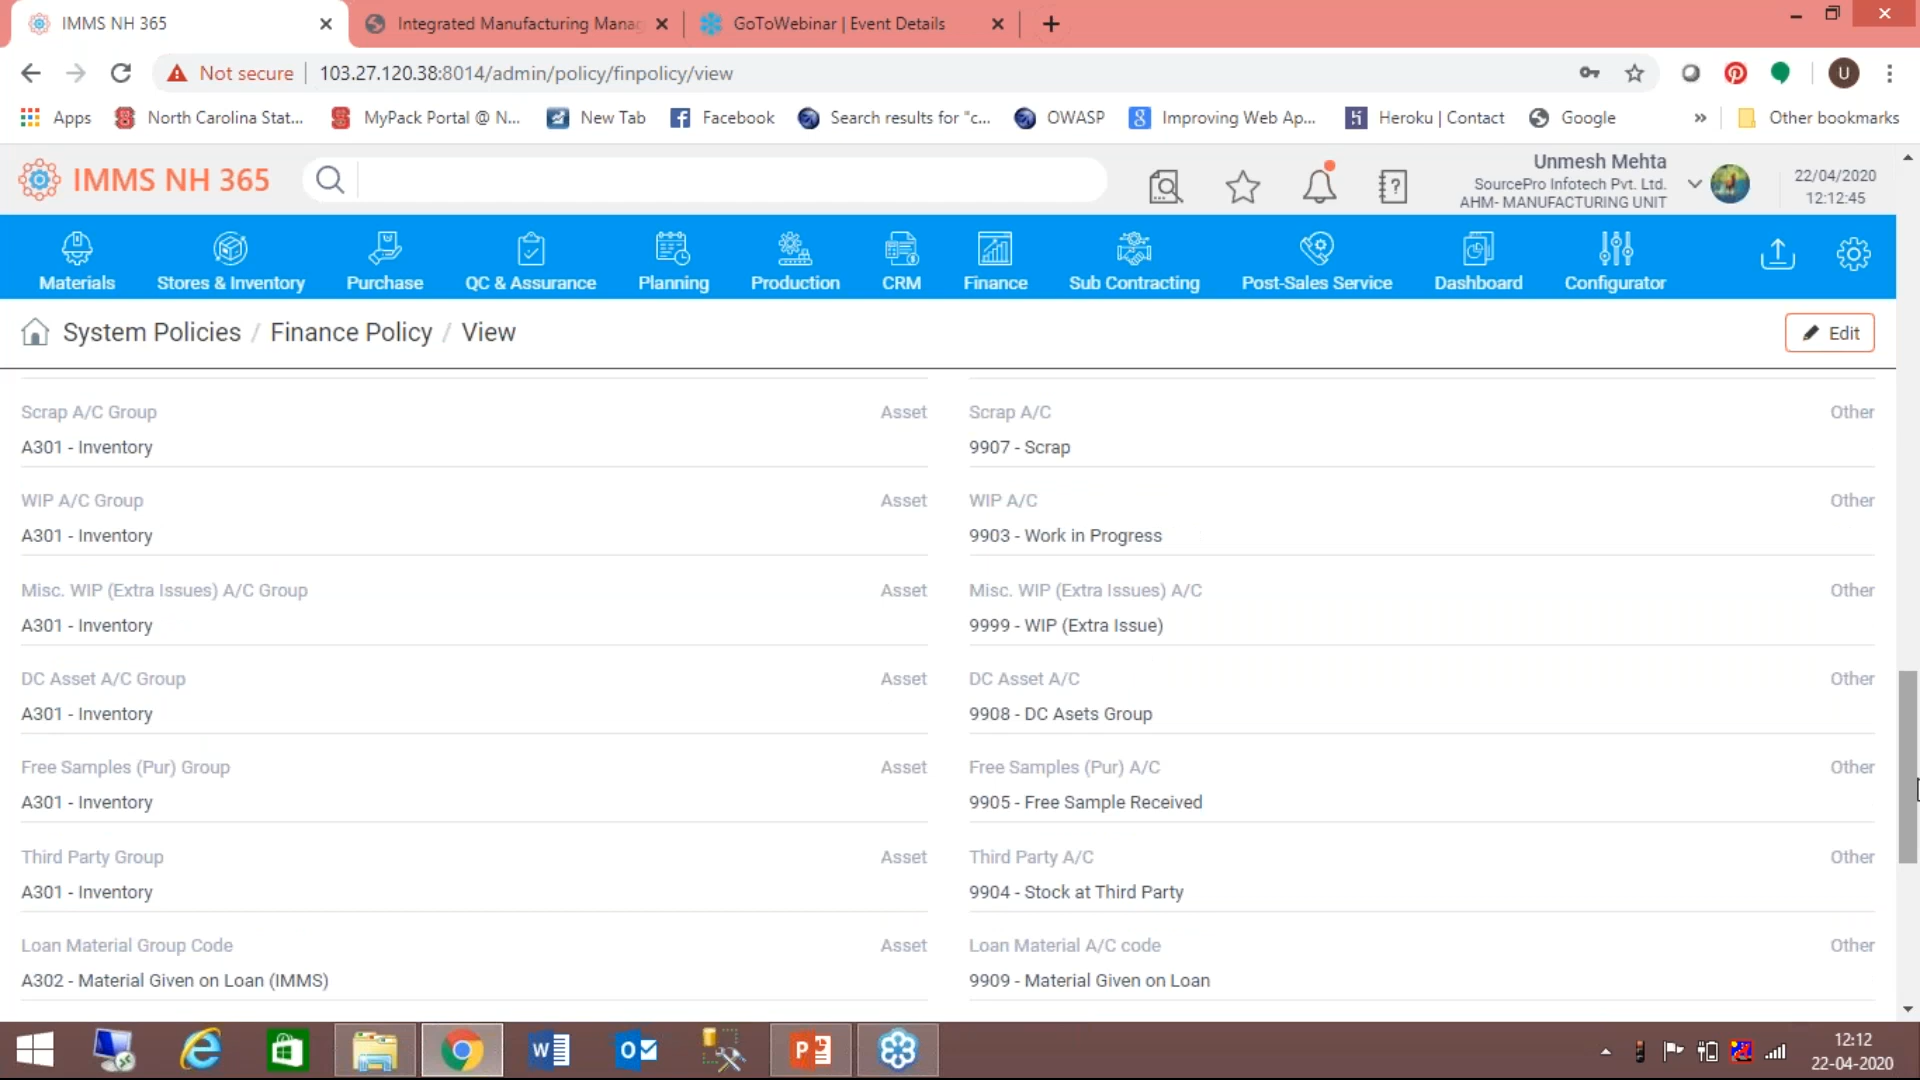 IMMS NH 365
Integrated Manufacturing Mana
GoToWebinar | Event Details
Not secure
103.27.120.38:8014/admin/policy/finpolicy/view
U
Apps
North Carolina Stat...
MyPack Portal @ N...
New Tab
Facebook
Search results for "c...
OWASP
Improving Web Ap...
Heroku | Contact
Google
»
Other bookmarks
IMMS NH 365
Unmesh Mehta
SourcePro Infotech Pvt. Ltd.
AHM- MANUFACTURING UNIT
22/04/2020
12:12:45
Materials
Stores & Inventory
Purchase
QC & Assurance
Planning
Production
CRM
Finance
Sub Contracting
Post-Sales Service
Dashboard
Configurator
System Policies / Finance Policy / View
Edit
Scrap A/C Group Asset
A301 - Inventory
Scrap A/C Other
9907 - Scrap
WIP A/C Group Asset
A301 - Inventory
WIP A/C Other
9903 - Work in Progress
Misc. WIP (Extra Issues) A/C Group Asset
A301 - Inventory
Misc. WIP (Extra Issues) A/C Other
9999 - WIP (Extra Issue)
DC Asset A/C Group Asset
A301 - Inventory
DC Asset A/C Other
9908 - DC Asets Group
Free Samples (Pur) Group Asset
A301 - Inventory
Free Samples (Pur) A/C Other
9905 - Free Sample Received
Third Party Group Asset
A301 - Inventory
Third Party A/C Other
9904 - Stock at Third Party
Loan Material Group Code Asset
A302 - Material Given on Loan (IMMS)
Loan Material A/C code Other
9909 - Material Given on Loan
12:12
22-04-2020